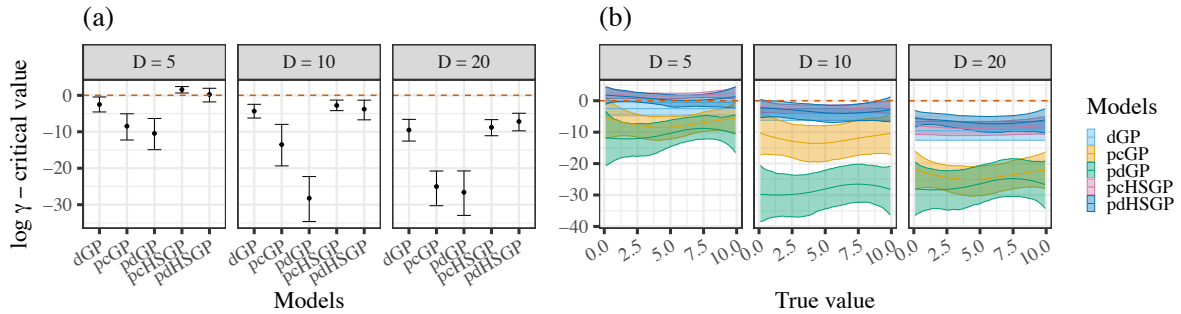 (a)
(b)
log γ − critical value
D = 5
D = 10
D = 20
0
−10
−20
−30
dGP
pcGP
pdGP
pcHSGP
pdHSGP
dGP
pcGP
pdGP
pcHSGP
pdHSGP
dGP
pcGP
pdGP
pcHSGP
pdHSGP
Models
D = 5
D = 10
D = 20
0
−10
−20
−30
−40
0.0
2.5
5.0
7.5
10.0
0.0
2.5
5.0
7.5
10.0
0.0
2.5
5.0
7.5
10.0
True value
Models
dGP
pcGP
pdGP
pcHSGP
pdHSGP